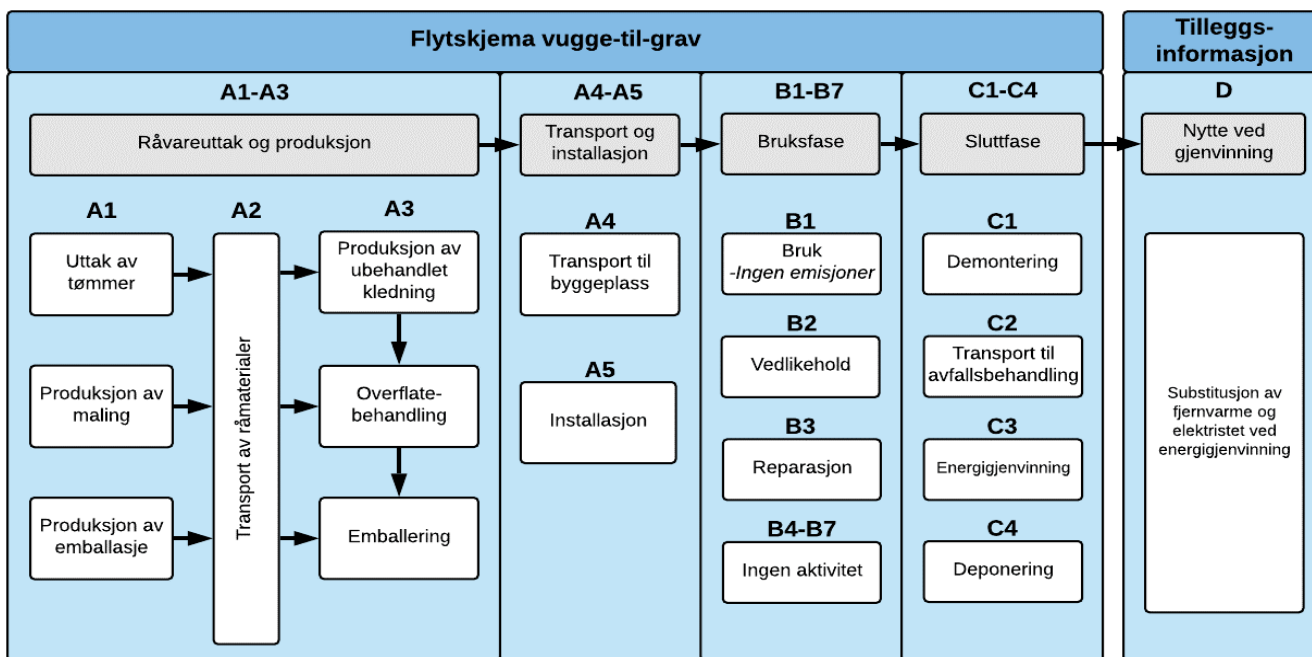 Flytskjema vugge-til-grav
Tilleggs-
informasjon
A1-A3
A4-A5
B1-B7
C1-C4
D
Råvareuttak og produksjon
Transport og
installasjon
Bruksfase
Sluttfase
Nytte ved
gjenvinning
A1
A2
A3
Uttak av
tømmer
Produksjon av
maling
Produksjon av
emballasje
Transport av råmaterialer
Produksjon av
ubehandlet
kledning
Overflate-
behandling
Emballering
A4
Transport til
byggeplass
A5
Installasjon
B1
Bruk
-Ingen emisjoner
B2
Vedlikehold
B3
Reparasjon
B4-B7
Ingen aktivitet
C1
Demontering
C2
Transport til
avfallsbehandling
C3
Energigjenvinning
C4
Deponering
Substitusjon av
fjernvarme og
elektristet ved
energigjenvinning